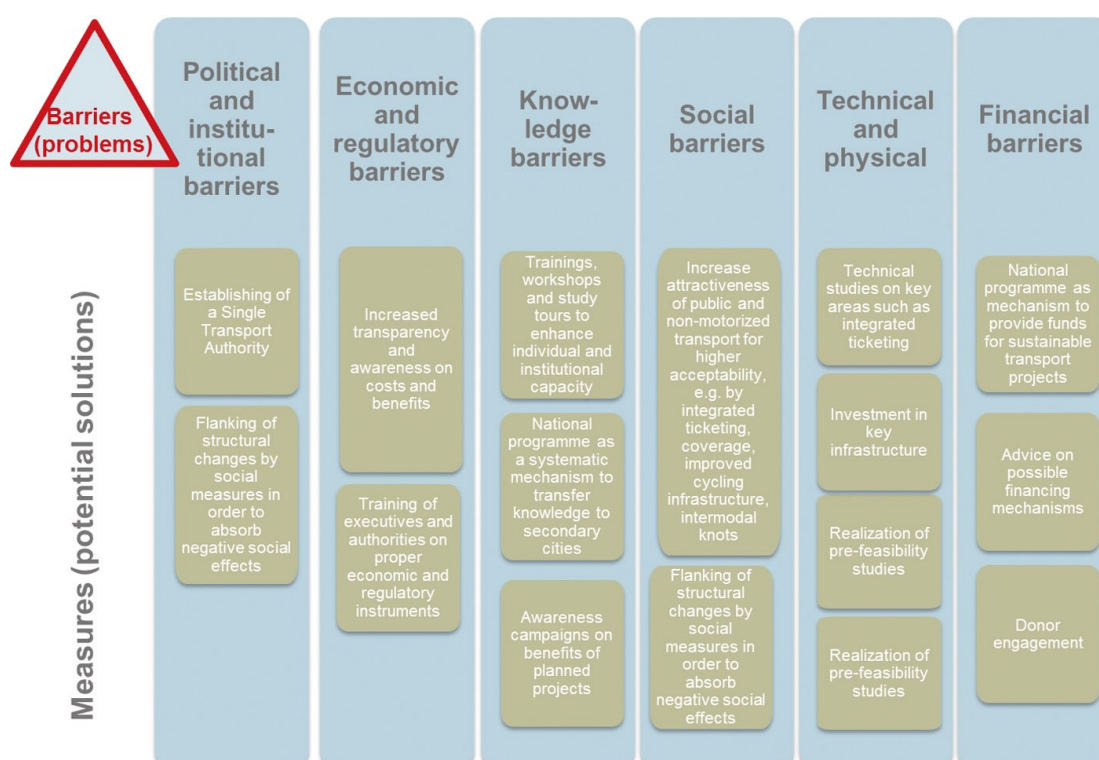 Barriers
(problems)
Political
and
institu-
tional
barriers
Economic
and
regulatory
barriers
Know-
ledge
barriers
Social
barriers
Technical
and
physical
Financial
barriers
Measures (potential solutions)
Establishing of
a Single
Transport
Authority
Flanking of
structural
changes by
social
measures in
order to
absorb
negative social
effects
Increased
transparency
and
awareness on
costs and
benefits
Training of
executives and
authorities on
proper
economic and
regulatory
instruments
Trainings,
workshops
and study
tours to
enhance
individual and
institutional
capacity
National
programme as
a systematic
mechanism to
transfer
knowledge to
secondary
cities
Awareness
campaigns on
benefits of
planned
projects
Increase
attractiveness
of public and
non-motorized
transport for
higher
acceptability,
e.g. by
integrated
ticketing,
coverage,
improved
cycling
infrastructure,
intermodal
knots
Flanking of
structural
changes by
social
measures in
order to
absorb
negative social
effects
Technical
studies on key
areas such as
integrated
ticketing
Investment in
key
infrastructure
Realization of
pre-feasibility
studies
Realization of
pre-feasibility
studies
National
programme as
mechanism to
provide funds
for sustainable
transport
projects
Advice on
possible
financing
mechanisms
Donor
engagement